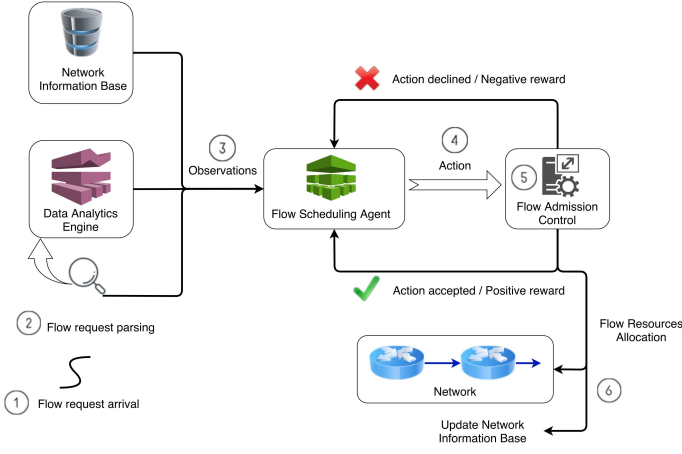 Network
Information Base
Action declined / Negative reward
3
Observations
4
Action
Data Analytics
Engine
Flow Scheduling Agent
5
Flow Admission
Control
Action accepted / Positive reward
2
Flow request parsing
Flow Resources
Allocation
Network
6
1
Flow request arrival
Update Network
Information Base